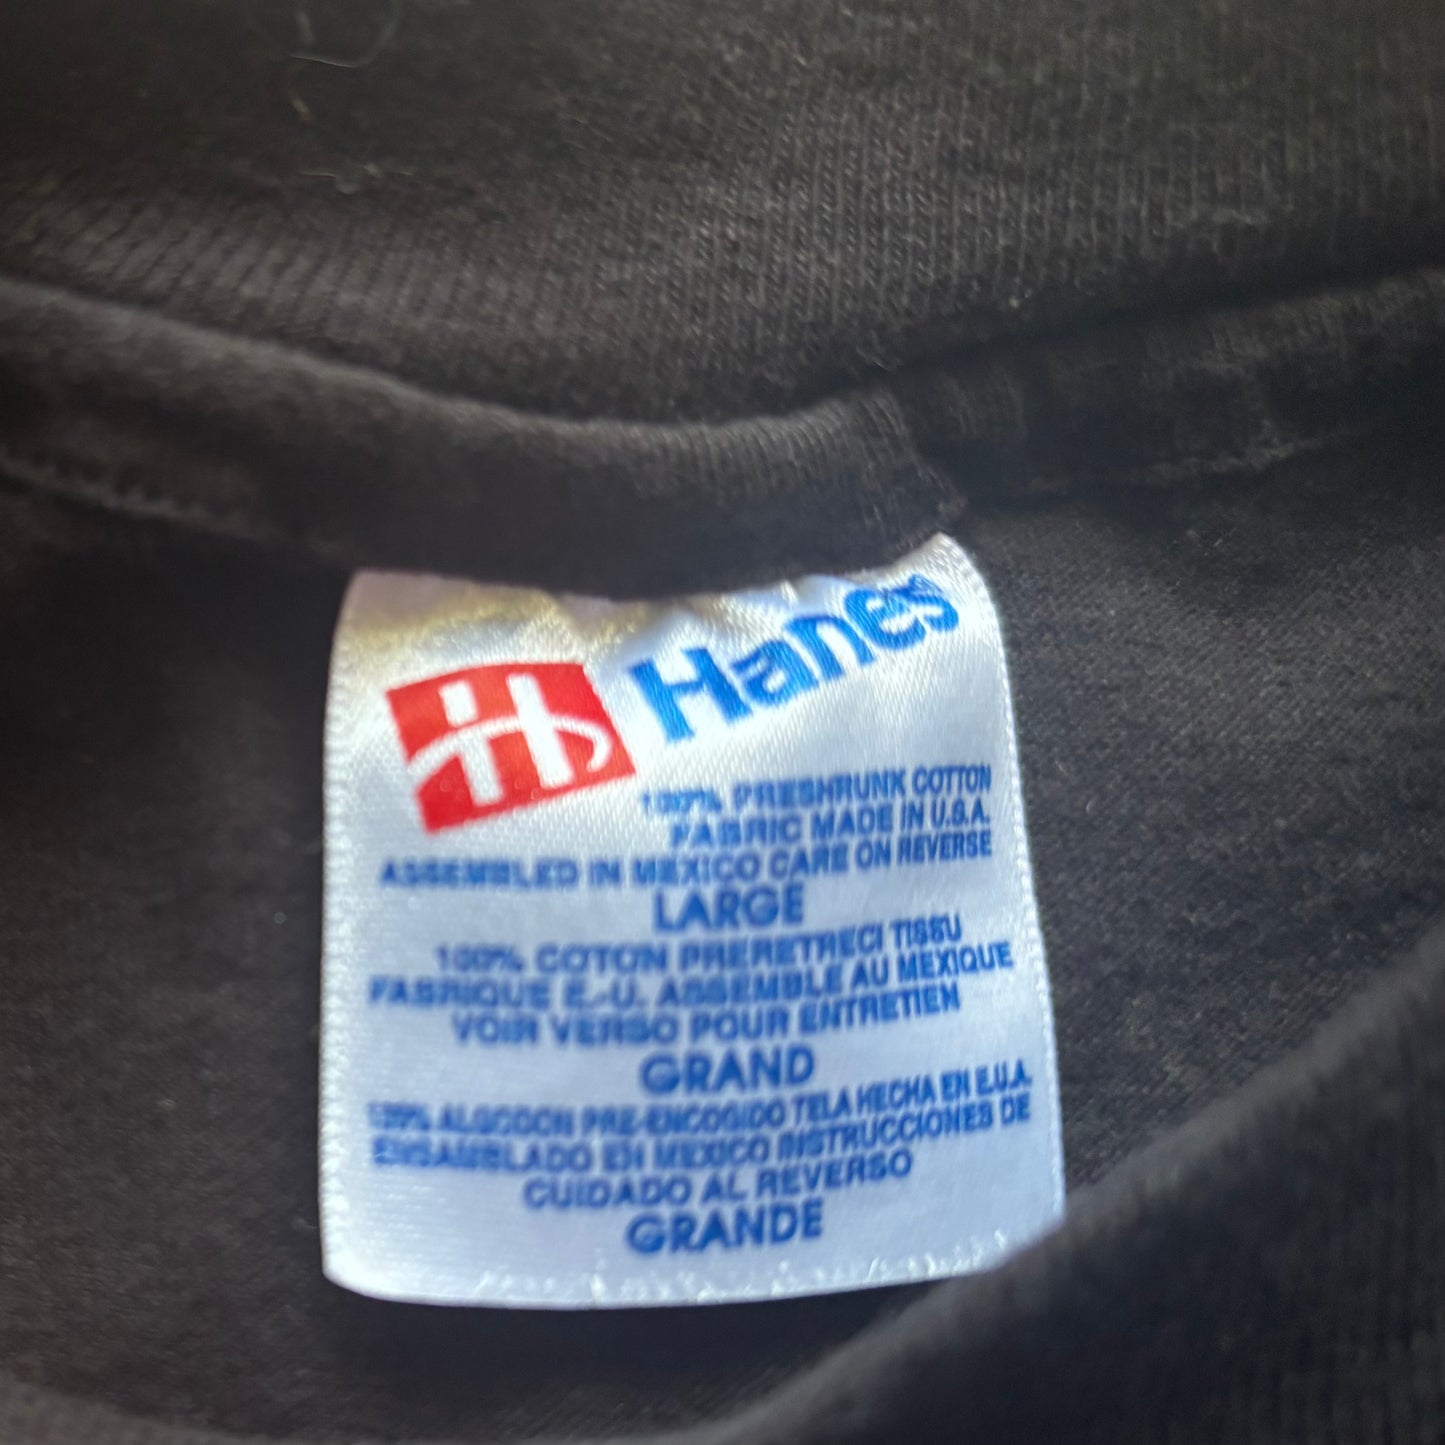 Hanes
100% PRESHRUNK COTTON
FABRIC MADE IN U.S.A.
ASSEMBLED IN MEXICO CARE ON REVERSE
LARGE
100% COTON PRERETRECI TISSU
FABRIQUE E.-U. ASSEMBLE AU MEXIQUE
VOIR VERSO POUR ENTRETIEN
GRAND
100% ALGODON PRE-ENCOGIDO TELA HECHA EN E.U.A.
ENSAMBLADO EN MEXICO INSTRUCCIONES DE
CUIDADO AL REVERSO
GRANDE